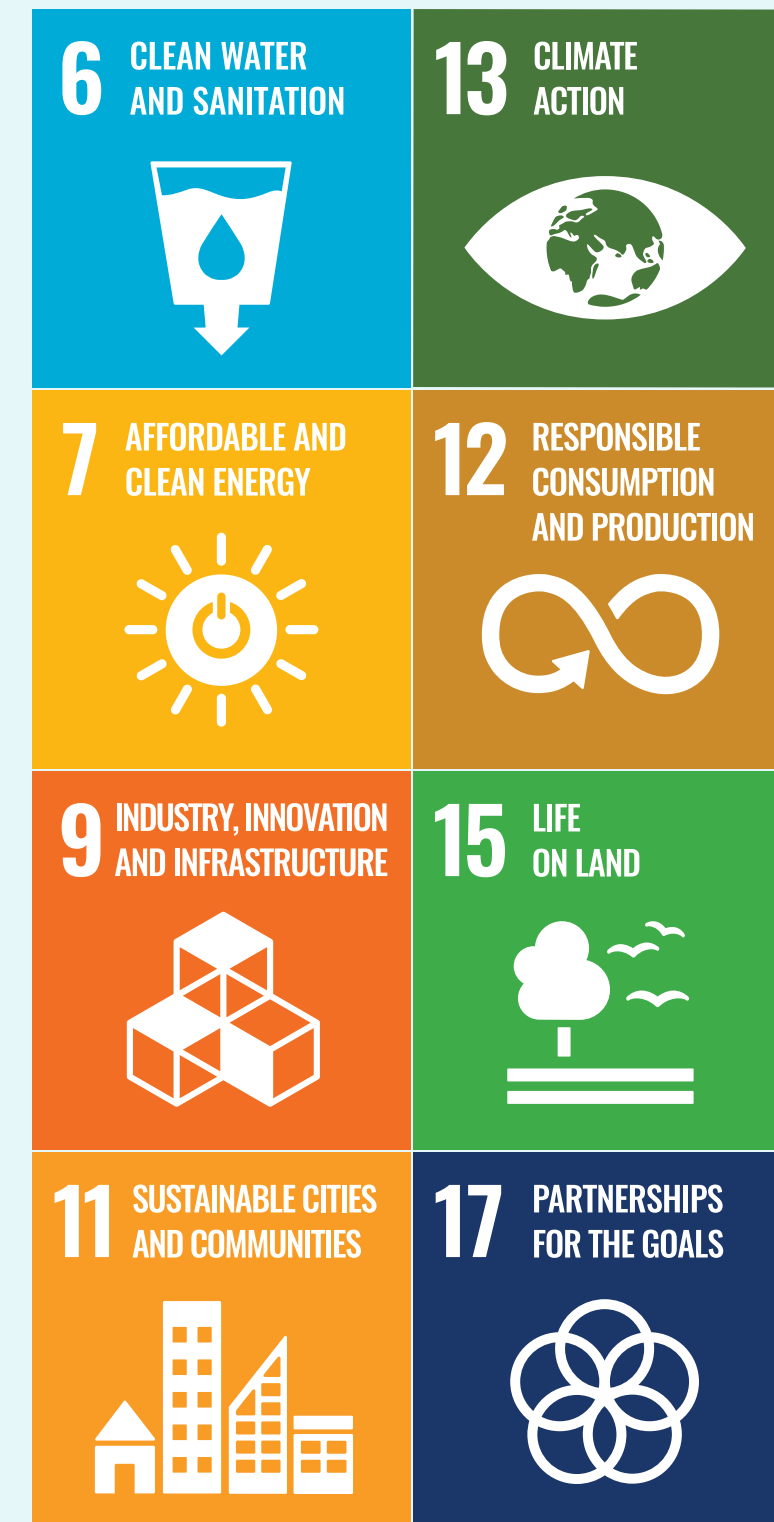 6 CLEAN WATER
AND SANITATION
13 CLIMATE
ACTION
7 AFFORDABLE AND
CLEAN ENERGY
12 RESPONSIBLE
CONSUMPTION
AND PRODUCTION
9 INDUSTRY, INNOVATION
AND INFRASTRUCTURE
15 LIFE
ON LAND
11 SUSTAINABLE CITIES
AND COMMUNITIES
17 PARTNERSHIPS
FOR THE GOALS